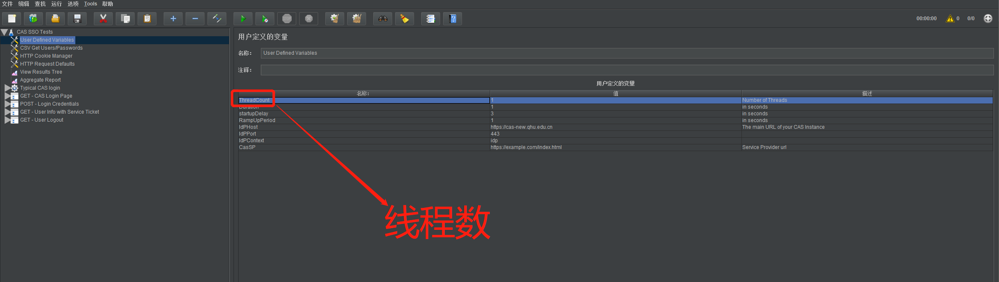 文件 编辑 查找 运行 选项 Tools 帮助
STOP
00:00:00 0 0/0
CAS SSO Tests
User Defined Variables
CSV Get Users/Passwords
HTTP Cookie Manager
HTTP Request Defaults
View Results Tree
Aggregate Report
Typical CAS login
GET - CAS Login Page
POST - Login Credentials
GET - User Info with Service Ticket
GET - User Logout
用户定义的变量
名称： User Defined Variables
注释：
用户定义的变量
名称： 值 描述
ThreadCount 1 Number of Threads
Duration 1 in seconds
startupDelay 3 in seconds
RampUpPeriod 1 in seconds
IdPHost https://cas-new.qhu.edu.cn The main URL of your CAS Instance
IdPPort 443
IdPContext idp
CasSP https://example.com/index.html Service Provider url
线程数